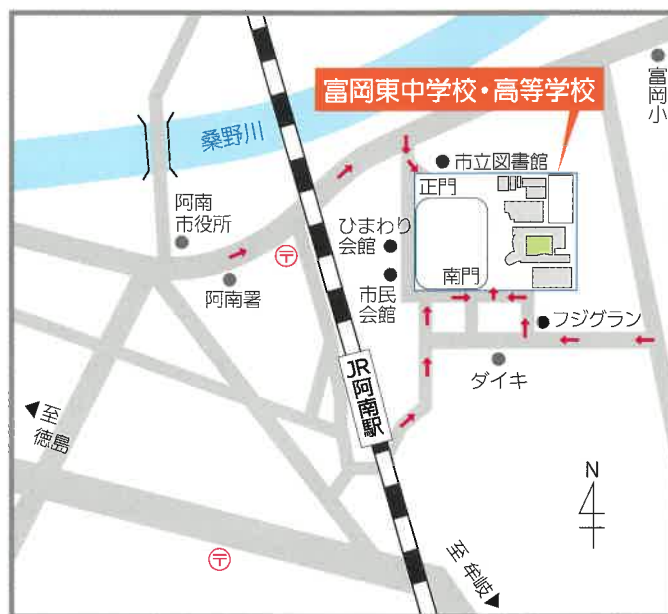 富岡東中学校・高等学校
富岡小
桑野川
市立図書館
正門
阿南
市役所
ひまわり
会館
〒
南門
阿南署
市民
会館
フジグラン
JR阿南駅
ダイキ
至
徳島
N
〒
至 牟岐